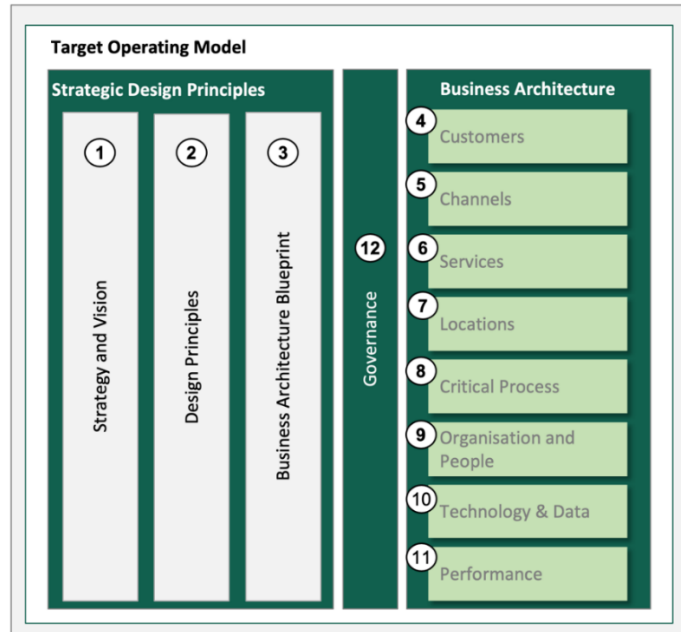 Target Operating Model
Strategic Design Principles
1
Strategy and Vision
2
Design Principles
3
Business Architecture Blueprint
12
Governance
Business Architecture
4
Customers
5
Channels
6
Services
7
Locations
8
Critical Process
9
Organisation and
People
10
Technology & Data
11
Performance